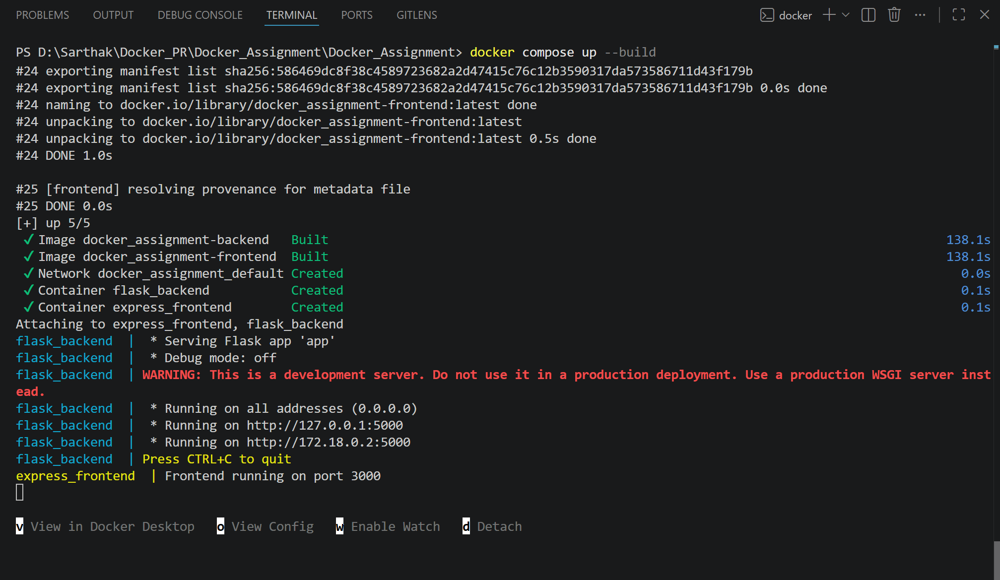 PROBLEMS OUTPUT DEBUG CONSOLE TERMINAL PORTS GITLENS docker
PS D:\Sarthak\Docker_PR\Docker_Assignment\Docker_Assignment> docker compose up --build
#24 exporting manifest list sha256:586469dc8f38c4589723682a2d47415c76c12b3590317da573586711d43f179b
#24 exporting manifest list sha256:586469dc8f38c4589723682a2d47415c76c12b3590317da573586711d43f179b 0.0s done
#24 naming to docker.io/library/docker_assignment-frontend:latest done
#24 unpacking to docker.io/library/docker_assignment-frontend:latest
#24 unpacking to docker.io/library/docker_assignment-frontend:latest 0.5s done
#24 DONE 1.0s
#25 [frontend] resolving provenance for metadata file
#25 DONE 0.0s
[+] up 5/5
✔ Image docker_assignment-backend Built 138.1s
✔ Image docker_assignment-frontend Built 138.1s
✔ Network docker_assignment_default Created 0.0s
✔ Container flask_backend Created 0.1s
✔ Container express_frontend Created 0.1s
Attaching to express_frontend, flask_backend
flask_backend | * Serving Flask app 'app'
flask_backend | * Debug mode: off
flask_backend | WARNING: This is a development server. Do not use it in a production deployment. Use a production WSGI server inst
ead.
flask_backend | * Running on all addresses (0.0.0.0)
flask_backend | * Running on http://127.0.0.1:5000
flask_backend | * Running on http://172.18.0.2:5000
flask_backend | Press CTRL+C to quit
express_frontend | Frontend running on port 3000
v View in Docker Desktop o View Config w Enable Watch d Detach